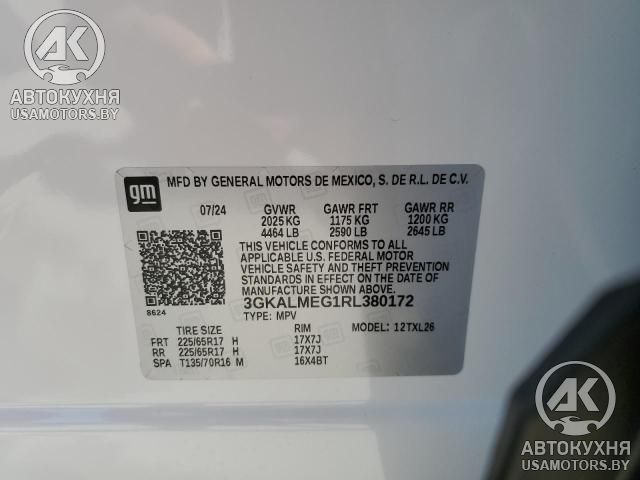 AK
АВТОКУХНЯ
USAMOTORS.BY
gm
MFD BY GENERAL MOTORS DE MEXICO, S. DE R.L. DE C.V.
07/24 GVWR GAWR FRT GAWR RR
2025 KG 1175 KG 1200 KG
4464 LB 2590 LB 2645 LB
THIS VEHICLE CONFORMS TO ALL
APPLICABLE U.S. FEDERAL MOTOR
VEHICLE SAFETY AND THEFT PREVENTION
STANDARDS IN EFFECT ON THE DATE OF
MANUFACTURE SHOWN ABOVE.
8624 3GKALMEG1RL380172
TYPE: MPV MODEL: 12TXL26
TIRE SIZE RIM
FRT 225/65R17 H 17X7J
RR 225/65R17 H 17X7J
SPA T135/70R16 M 16X4BT
AK
АВТОКУХНЯ
USAMOTORS.BY